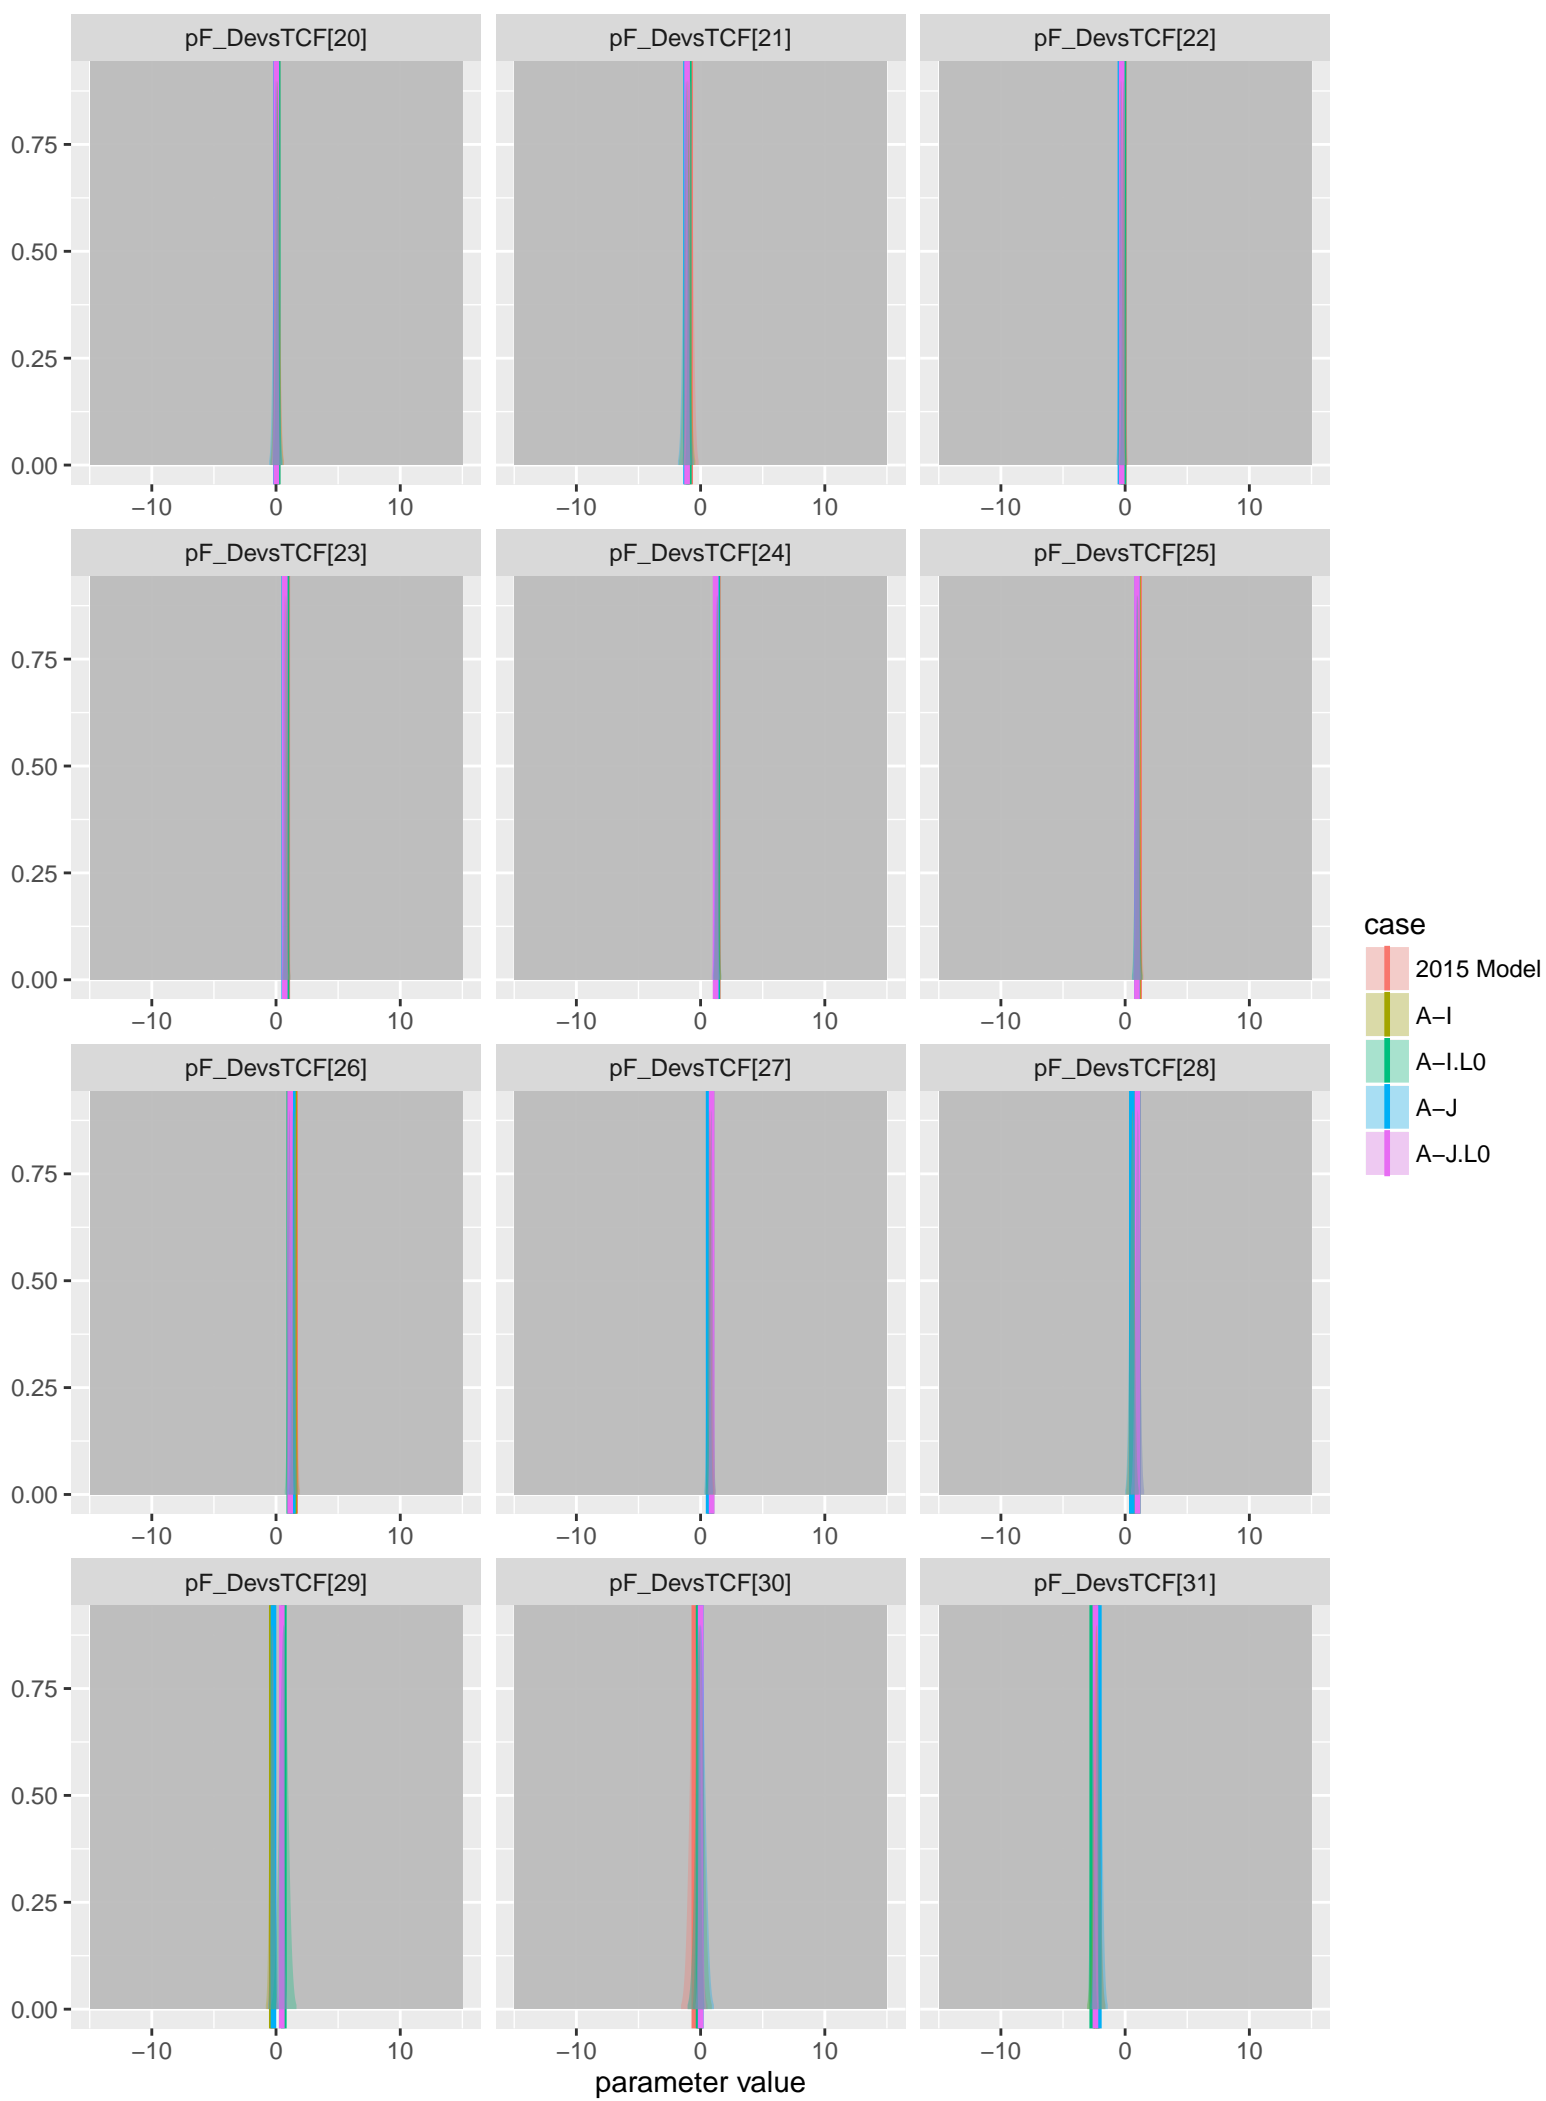 pF_DevsTCF[20] pF_DevsTCF[21] pF_DevsTCF[22]
0.75
0.50
0.25
0.00
−10 0 10 −10 0 10 −10 0 10
pF_DevsTCF[23] pF_DevsTCF[24] pF_DevsTCF[25]
0.75
0.50
0.25
0.00
−10 0 10 −10 0 10 −10 0 10
pF_DevsTCF[26] pF_DevsTCF[27] pF_DevsTCF[28]
0.75
0.50
0.25
0.00
−10 0 10 −10 0 10 −10 0 10
pF_DevsTCF[29] pF_DevsTCF[30] pF_DevsTCF[31]
0.75
0.50
0.25
0.00
−10 0 10 −10 0 10 −10 0 10
parameter value
case
2015 Model
A−I
A−I.L0
A−J
A−J.L0